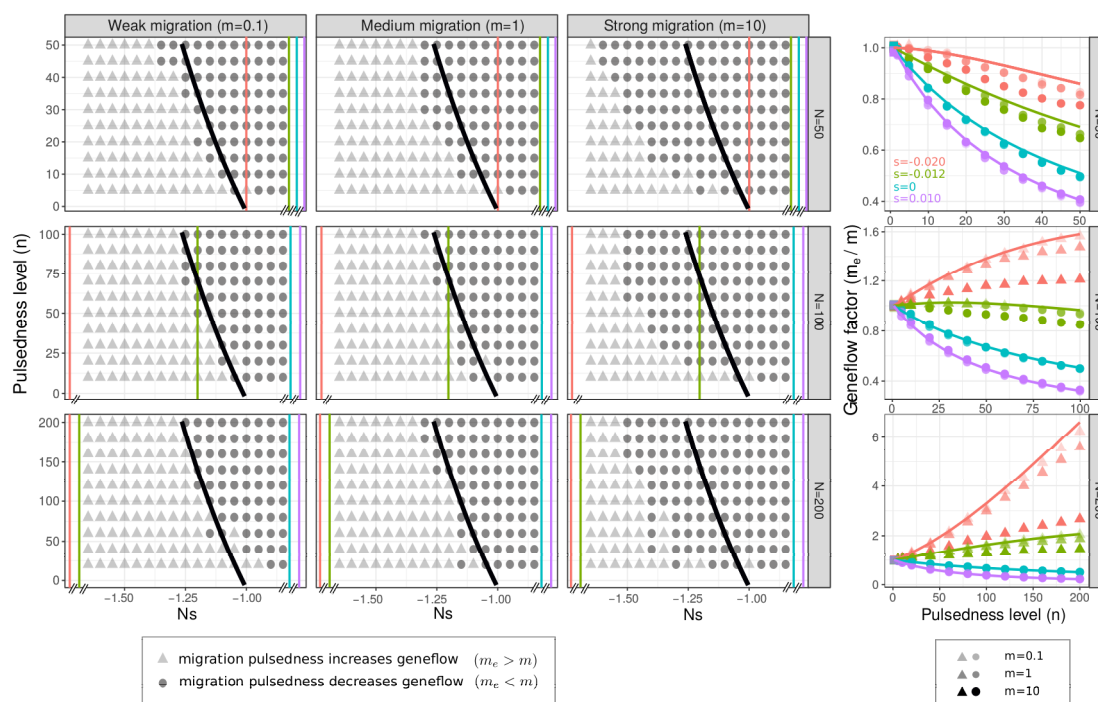 Weak migration (m=0.1)
Medium migration (m=1)
Strong migration (m=10)
Pulsedness level (n)
50
40
30
20
10
0
N=50
100
75
50
25
0
N=100
200
150
100
50
0
N=200
−1.50
−1.25
−1.00
−1.50
−1.25
−1.00
−1.50
−1.25
−1.00
Ns
Ns
Ns
migration pulsedness increases geneflow (mₑ > m)
migration pulsedness decreases geneflow (mₑ < m)
Geneflow factor (mₑ / m)
1.0
0.8
0.6
0.4
s=-0.020
s=-0.012
s=0
s=0.010
0
10
20
30
40
50
1.6
1.2
0.8
0.4
0
25
50
75
100
6
4
2
0
0
50
100
150
200
Pulsedness level (n)
m=0.1
m=1
m=10